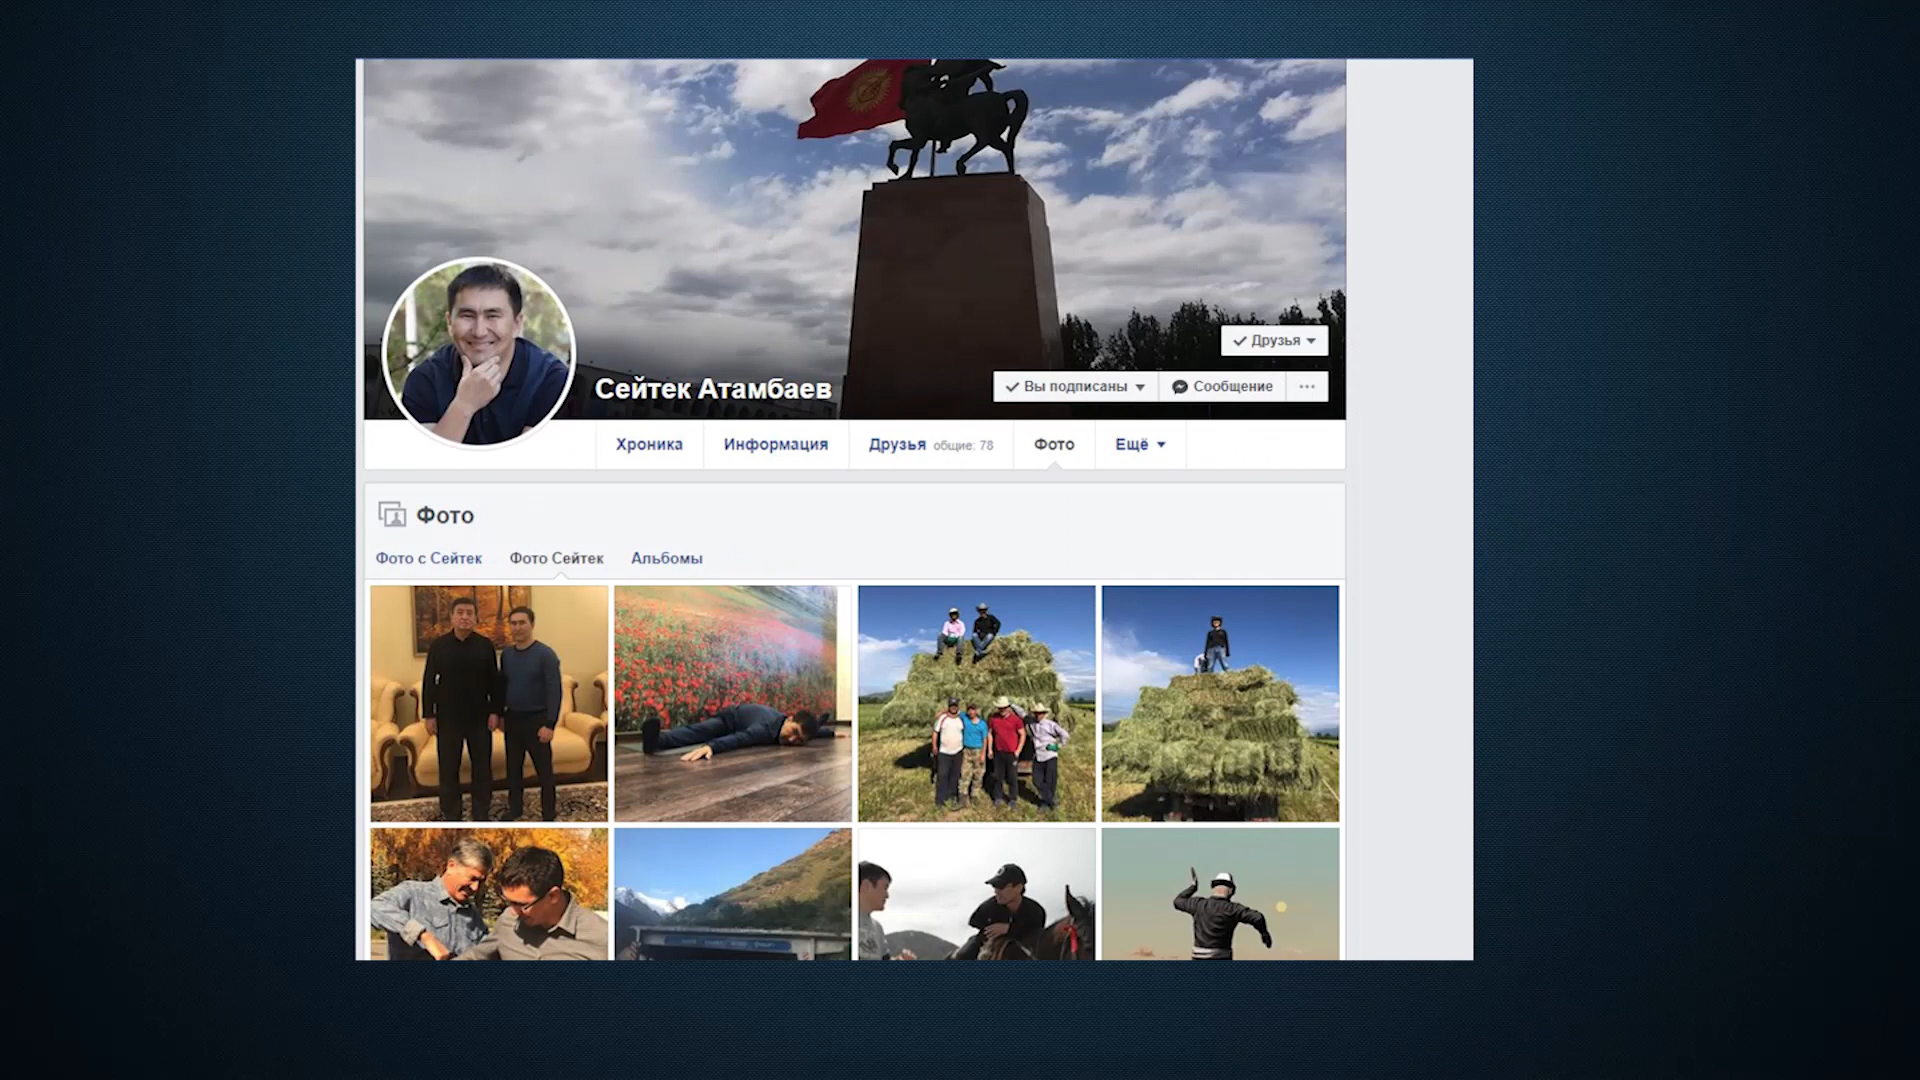 Друзья
Сейтек Атамбаев
Вы подписаны Сообщение ...
Хроника Информация Друзья общие: 78 Фото Ещё
Фото
Фото с Сейтек Фото Сейтек Альбомы